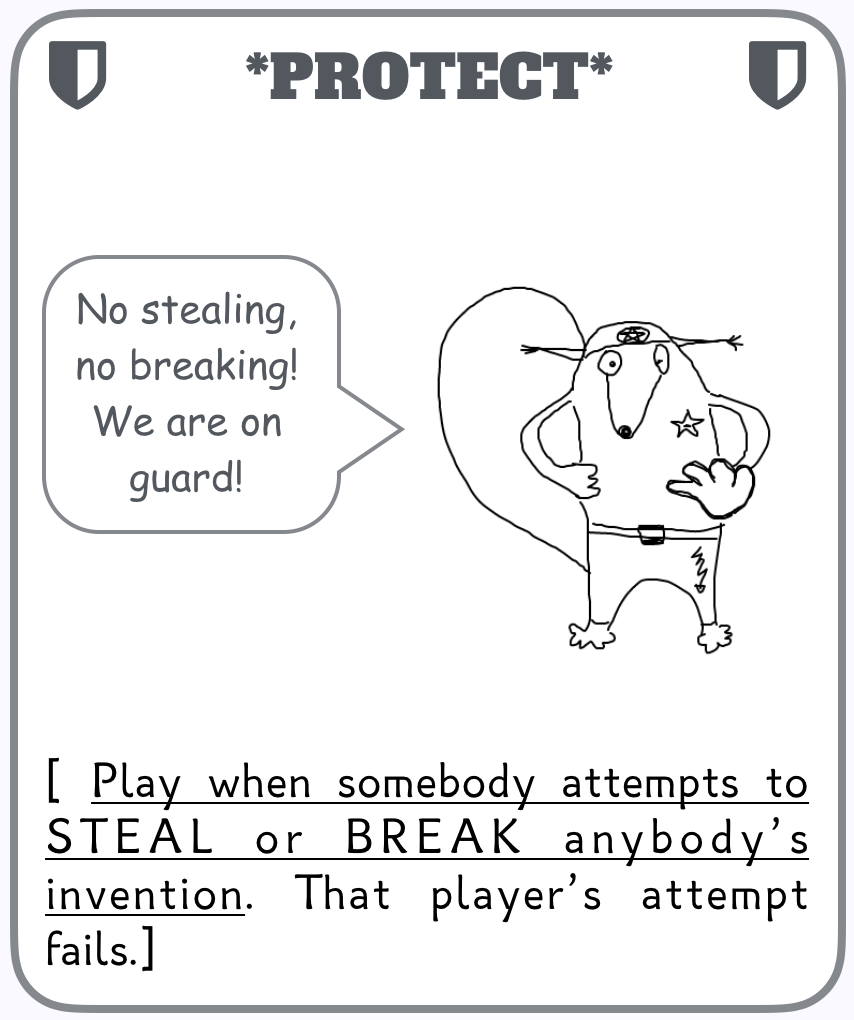 *PROTECT*
No stealing,
no breaking!
We are on
guard!
[ Play when somebody attempts to
STEAL or BREAK anybody’s
invention. That player’s attempt
fails.]